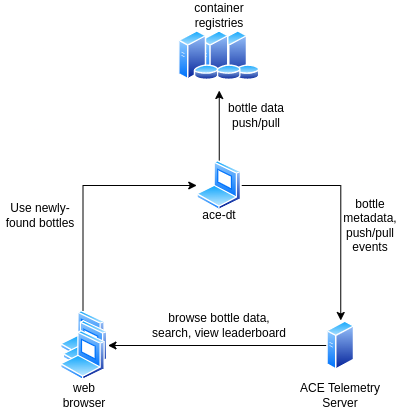 container
registries
bottle data
push/pull
ace-dt
Use newly-
found bottles
bottle
metadata,
push/pull
events
browse bottle data,
search, view leaderboard
web
browser
ACE Telemetry
Server